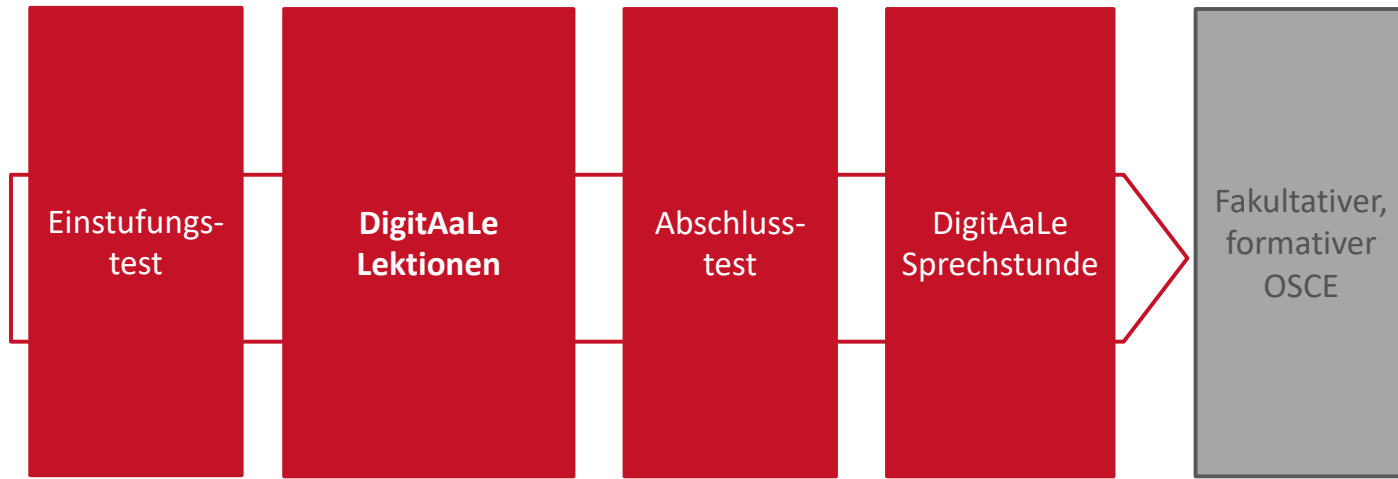 Einstufungs-
test
DigitAaLe
Lektionen
Abschluss-
test
DigitAaLe
Sprechstunde
Fakultativer,
formativer
OSCE